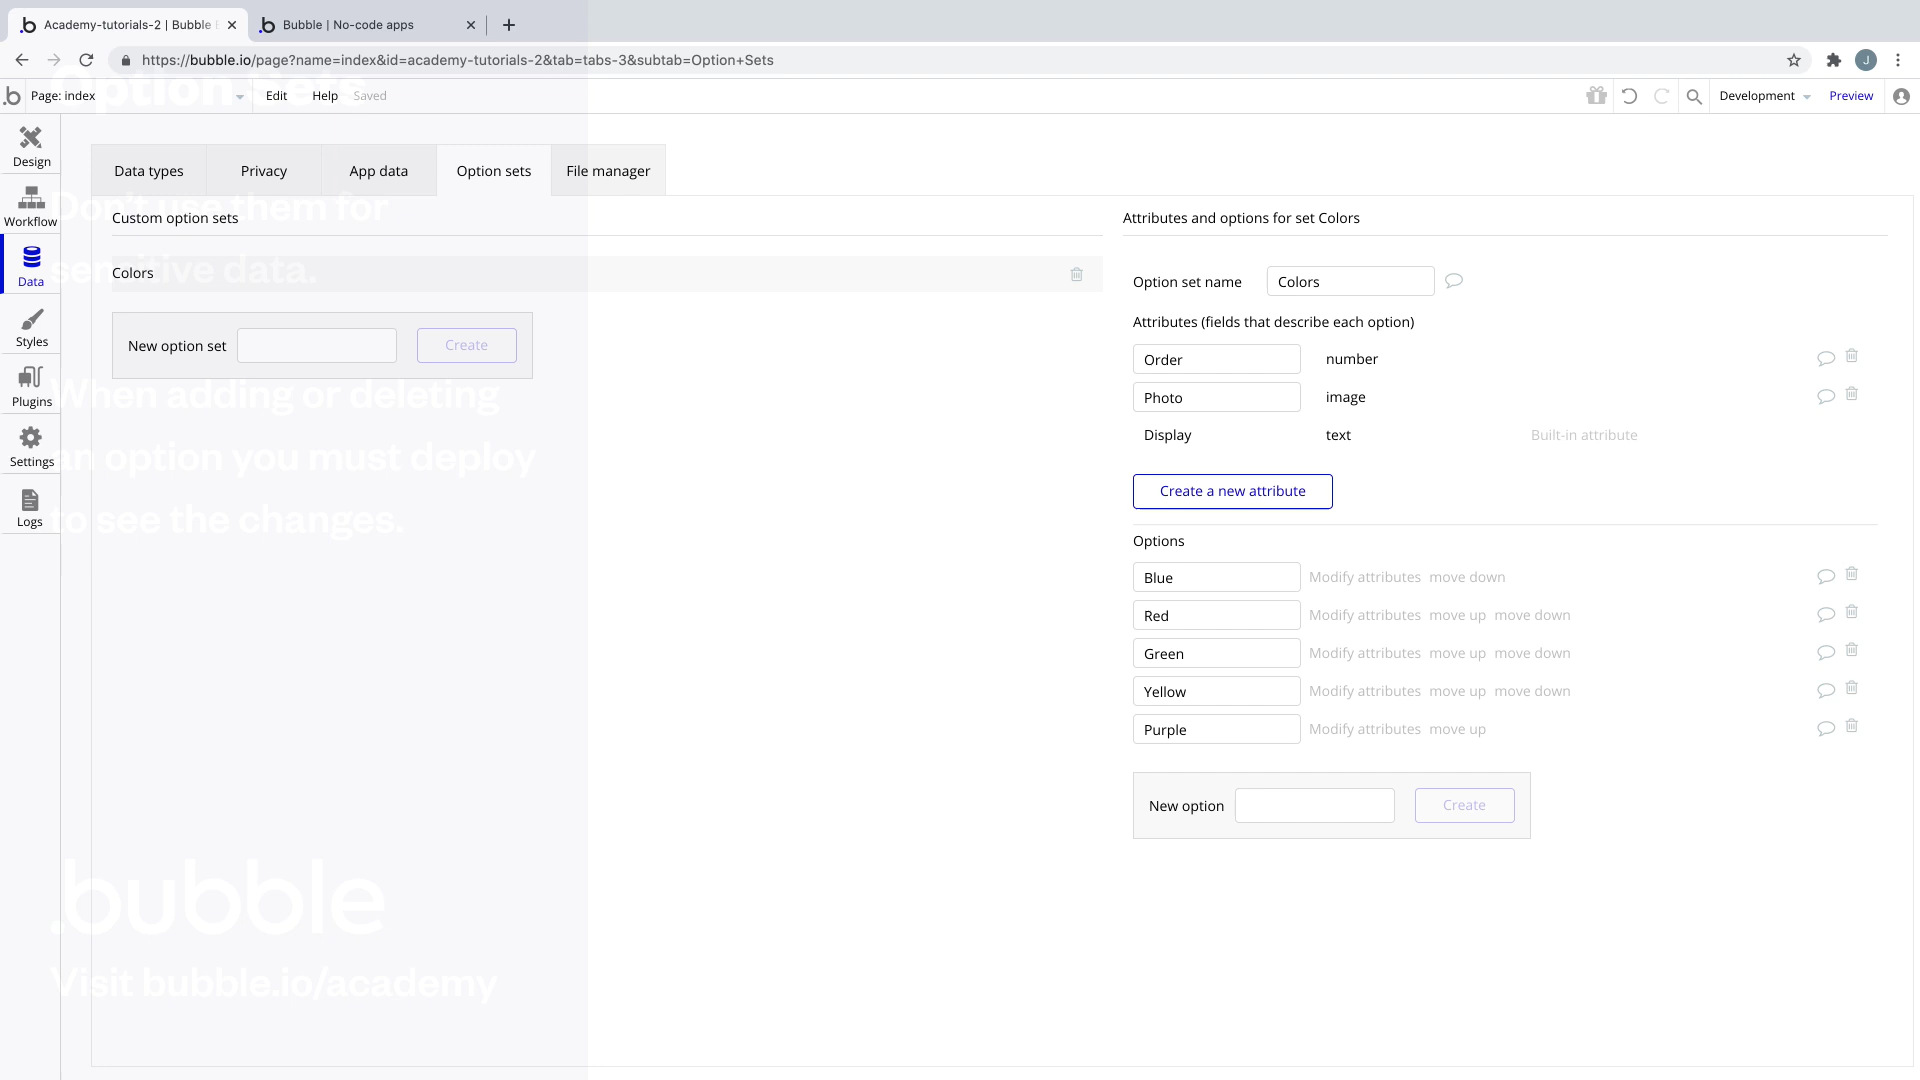 Academy-tutorials-2 | Bubble
Bubble | No-code apps
https://bubble.io/page?name=index&id=academy-tutorials-2&tab=tabs-3&subtab=Option+Sets
J
Page: index
Edit
Help
Saved
Development
Preview
Option Sets
Design
Workflow
Data
Styles
Plugins
Settings
Logs
Data types
Privacy
App data
Option sets
File manager
Don't use them for
sensitive data.
When adding or deleting
an option you must deploy
to see the changes.
.bubble
Visit bubble.io/academy
Custom option sets
Colors
New option set
Create
Attributes and options for set Colors
Option set name
Colors
Attributes (fields that describe each option)
Order number
Photo image
Display text Built-in attribute
Create a new attribute
Options
Blue Modify attributes move down
Red Modify attributes move up move down
Green Modify attributes move up move down
Yellow Modify attributes move up move down
Purple Modify attributes move up
New option
Create